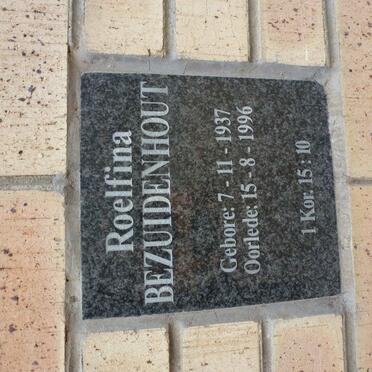 Roelfina
BEZUIDENHOUT
Gebore: 7 - 11 - 1937
Oorlede: 15 - 8 - 1996
1 Kor. 15 : 10